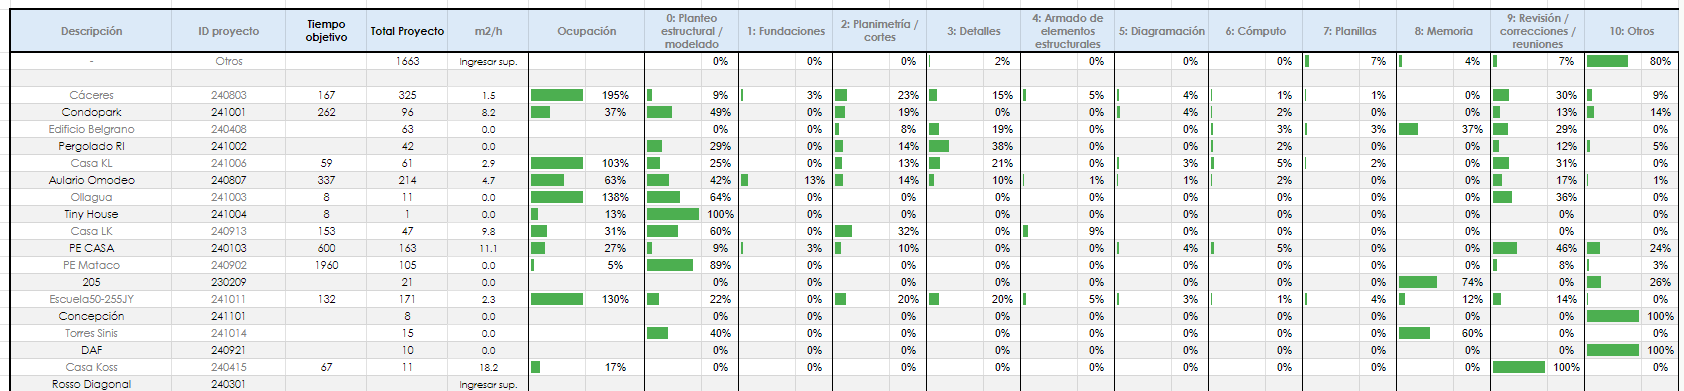 Descripción ID proyecto Tiempo objetivo Total Proyecto m2/h Ocupación 0: Planteo estructural / modelado 1: Fundaciones 2: Planimetría / cortes 3: Detalles 4: Armado de elementos estructurales 5: Diagramación 6: Cómputo 7: Planillas 8: Memoria 9: Revisión / correcciones / reuniones 10: Otros
- Otros 1663 Ingresar sup. 0% 0% 0% 2% 0% 0% 0% 7% 4% 7% 80%
Cáceres 240803 167 325 1.5 195% 9% 3% 23% 15% 5% 4% 1% 1% 0% 30% 9%
Condopark 241001 262 96 8.2 37% 49% 0% 19% 0% 0% 4% 2% 0% 0% 13% 14%
Edificio Belgrano 240408 63 0.0 0% 0% 8% 19% 0% 0% 3% 3% 37% 29% 0%
Pergolado RI 241002 42 0.0 29% 0% 14% 38% 0% 0% 2% 0% 0% 12% 5%
Casa KL 241006 59 61 2.9 103% 25% 0% 13% 21% 0% 3% 5% 2% 0% 31% 0%
Aulario Omodeo 240807 337 214 4.7 63% 42% 13% 14% 10% 1% 1% 2% 0% 0% 17% 1%
Ollagua 241003 8 11 0.0 138% 64% 0% 0% 0% 0% 0% 0% 0% 0% 36% 0%
Tiny House 241004 8 1 0.0 13% 100% 0% 0% 0% 0% 0% 0% 0% 0% 0% 0%
Casa LK 240913 153 47 9.8 31% 60% 0% 32% 0% 9% 0% 0% 0% 0% 0% 0%
PE CASA 240103 600 163 11.1 27% 9% 3% 10% 0% 0% 4% 5% 0% 0% 46% 24%
PE Mataco 240902 1960 105 0.0 5% 89% 0% 0% 0% 0% 0% 0% 0% 0% 8% 3%
205 230209 21 0.0 0% 0% 0% 0% 0% 0% 0% 0% 74% 0% 26%
Escuela50-255JY 241011 132 171 2.3 130% 22% 0% 20% 20% 5% 3% 1% 4% 12% 14% 0%
Concepción 241101 8 0.0 0% 0% 0% 0% 0% 0% 0% 0% 0% 0% 100%
Torres Sinis 241014 15 0.0 40% 0% 0% 0% 0% 0% 0% 0% 60% 0% 0%
DAF 240921 10 0.0 0% 0% 0% 0% 0% 0% 0% 0% 0% 0% 100%
Casa Koss 240415 67 11 18.2 17% 0% 0% 0% 0% 0% 0% 0% 0% 0% 100% 0%
Rosso Diagonal 240301 Ingresar sup.